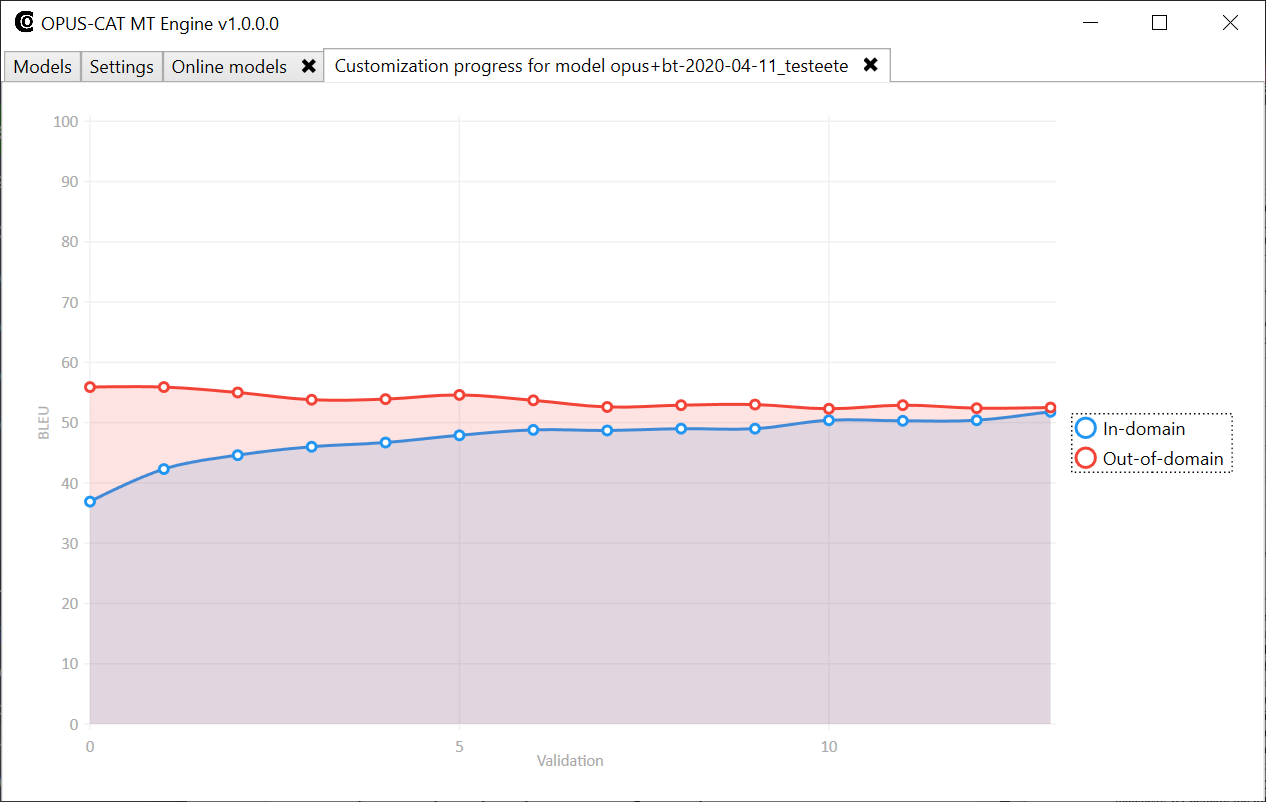 OPUS-CAT MT Engine v1.0.0.0
Models Settings Online models Customization progress for model opus+bt-2020-04-11_testeete
100
90
80
70
60
50
40
30
20
10
0
BLEU
0 5 10
Validation
In-domain
Out-of-domain